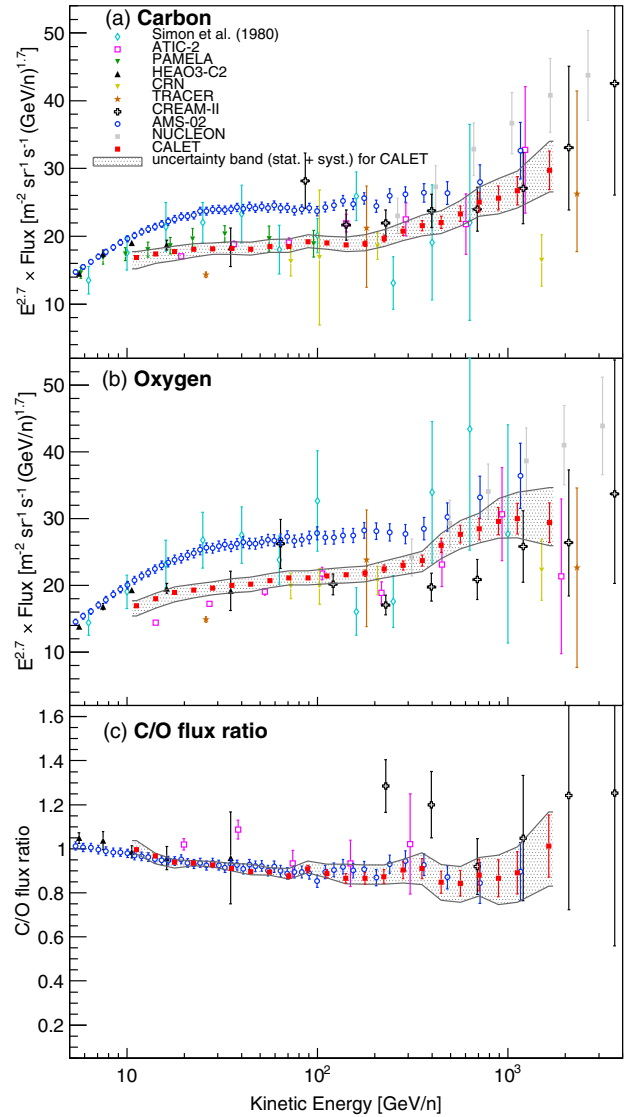 (a) Carbon
Simon et al. (1980)
ATIC-2
PAMELA
HEAO3-C2
CRN
TRACER
CREAM-II
AMS-02
NUCLEON
CALET
uncertainty band (stat. + syst.) for CALET
E^2.7 × Flux [m^-2 sr^-1 s^-1 (GeV/n)^1.7]
50
40
30
20
10
(b) Oxygen
E^2.7 × Flux [m^-2 sr^-1 s^-1 (GeV/n)^1.7]
50
40
30
20
10
(c) C/O flux ratio
C/O flux ratio
1.6
1.4
1.2
1.0
0.8
0.6
0.4
0.2
10 10^2 10^3
Kinetic Energy [GeV/n]